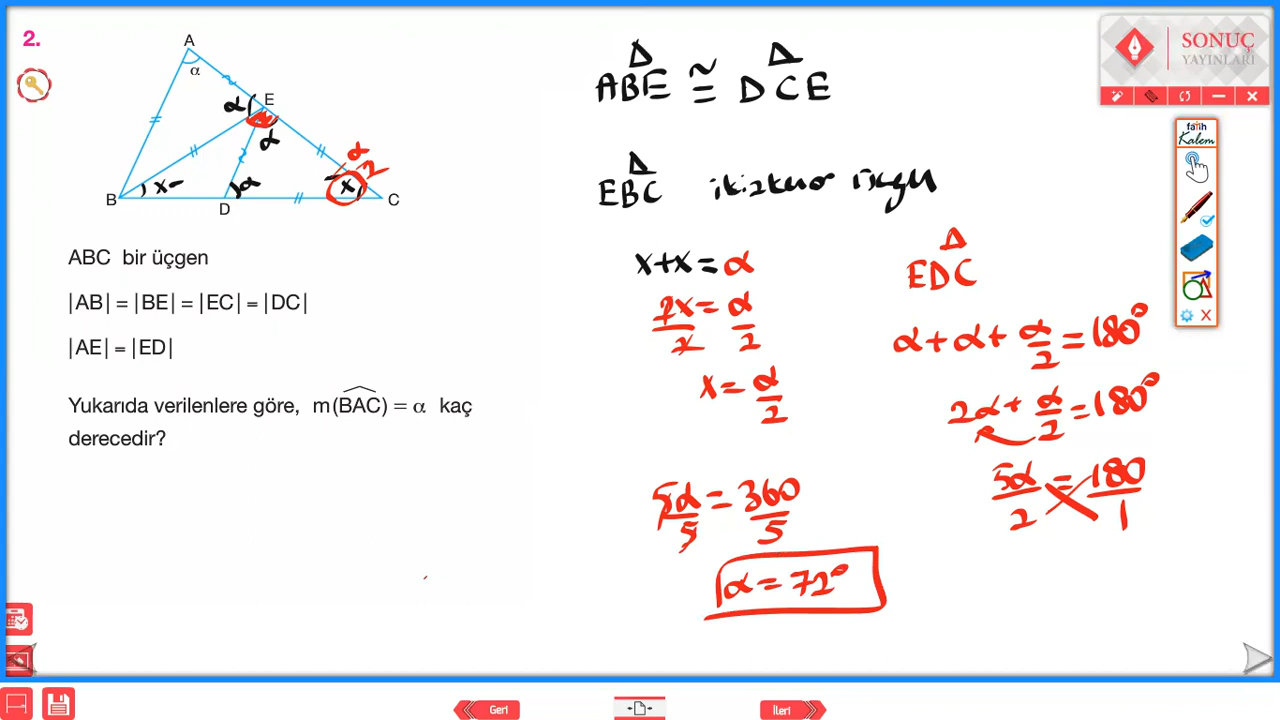 2.
A
α
α
E
α
x
α
x
α
2
B
D
C
ABC bir üçgen
|AB| = |BE| = |EC| = |DC|
|AE| = |ED|
Yukarıda verilenlere göre, m(BAC) = α kaç
derecedir?
Δ Δ
ABE ≅ DCE
Δ
EBC ikizkenar üçgen
x+x = α
2x = α
2 2
x = α
2
5α = 360
5 5
α = 72°
Δ
EDC
α + α + α/2 = 180°
2α + α/2 = 180°
5α = 180
2 1
SONUÇ
YAYINLARI
fatih
Kalem
Geri
İleri